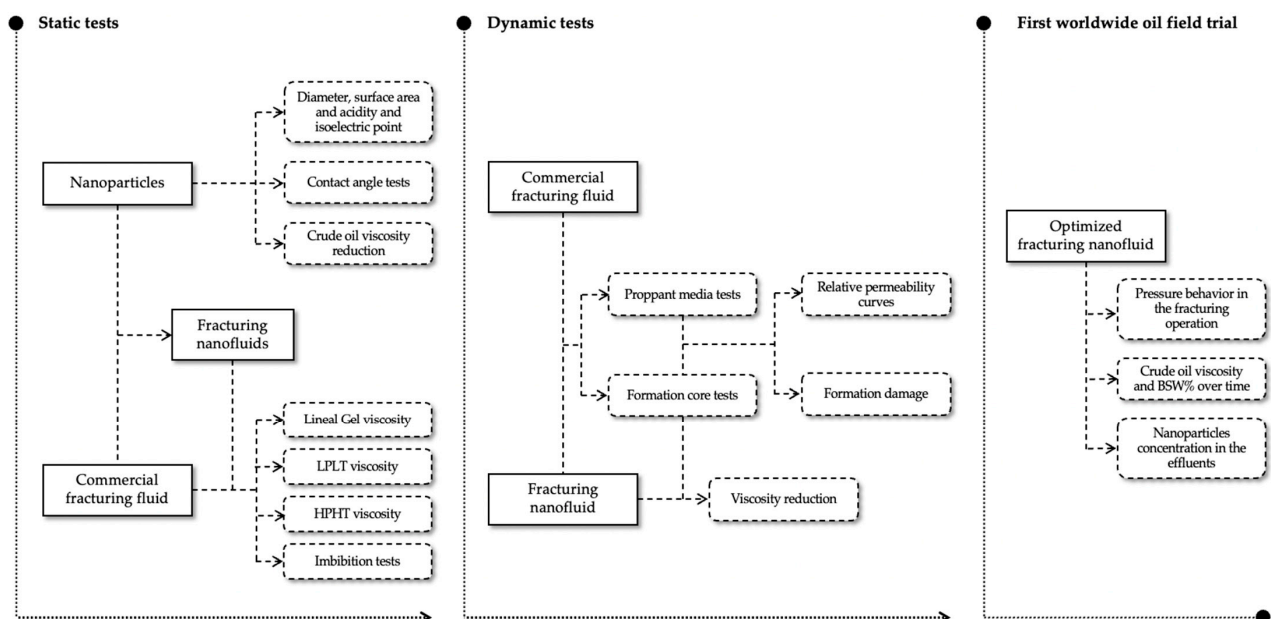 Static tests
Diameter, surface area
and acidity and
isoelectric point
Nanoparticles
Contact angle tests
Crude oil viscosity
reduction
Fracturing
nanofluids
Lineal Gel viscosity
LPLT viscosity
Commercial
fracturing fluid
HPHT viscosity
Imbibition tests
Dynamic tests
Commercial
fracturing fluid
Proppant media tests
Relative permeability
curves
Formation core tests
Formation damage
Fracturing
nanofluid
Viscosity reduction
First worldwide oil field trial
Optimized
fracturing nanofluid
Pressure behavior in
the fracturing
operation
Crude oil viscosity
and BSW% over time
Nanoparticles
concentration in the
effluents